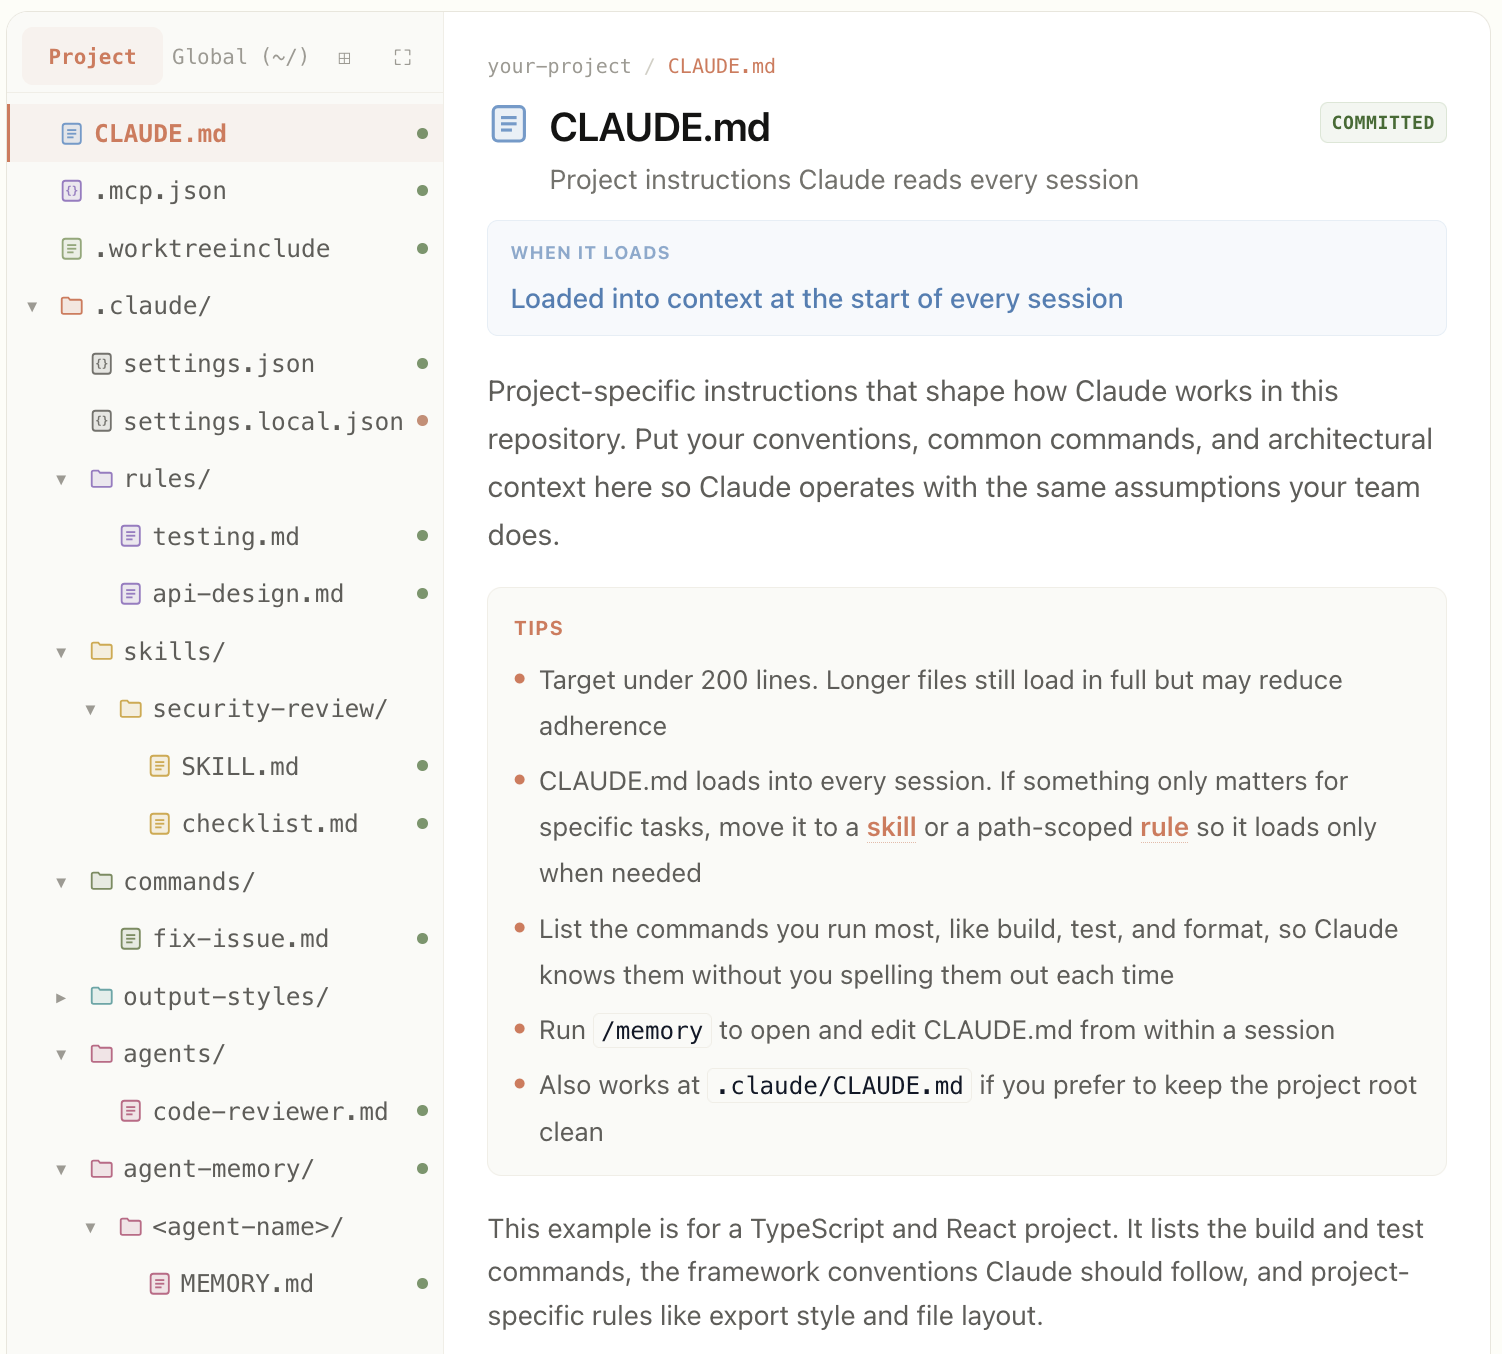 Project Global (~/)
CLAUDE.md
.mcp.json
.worktreeinclude
.claude/
settings.json
settings.local.json
rules/
testing.md
api-design.md
skills/
security-review/
SKILL.md
checklist.md
commands/
fix-issue.md
output-styles/
agents/
code-reviewer.md
agent-memory/
<agent-name>/
MEMORY.md
your-project / CLAUDE.md
CLAUDE.md
COMMITTED
Project instructions Claude reads every session
WHEN IT LOADS
Loaded into context at the start of every session
Project-specific instructions that shape how Claude works in this
repository. Put your conventions, common commands, and architectural
context here so Claude operates with the same assumptions your team
does.
TIPS
Target under 200 lines. Longer files still load in full but may reduce
adherence
CLAUDE.md loads into every session. If something only matters for
specific tasks, move it to a skill or a path-scoped rule so it loads only
when needed
List the commands you run most, like build, test, and format, so Claude
knows them without you spelling them out each time
Run /memory to open and edit CLAUDE.md from within a session
Also works at .claude/CLAUDE.md if you prefer to keep the project root
clean
This example is for a TypeScript and React project. It lists the build and test
commands, the framework conventions Claude should follow, and project-
specific rules like export style and file layout.